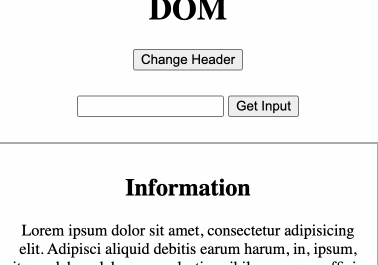 DOM
Change Header
Get Input
Information
Lorem ipsum dolor sit amet, consectetur adipisicing
elit. Adipisci aliquid debitis earum harum, in, ipsum,